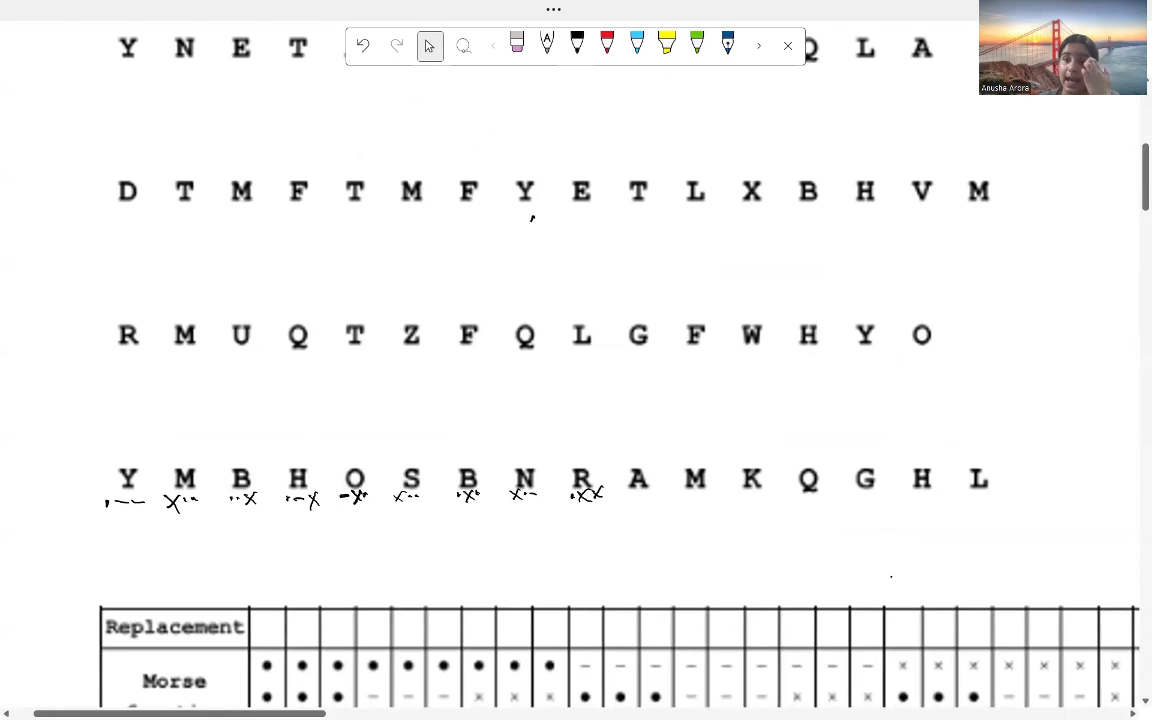 Y N E T Q L A
Anusha Arora
D T M F T M F Y E T L X B H V M
R M U Q T Z F Q L G F W H Y O
Y M B H O S B N R A M K Q G H L
Replacement
Morse